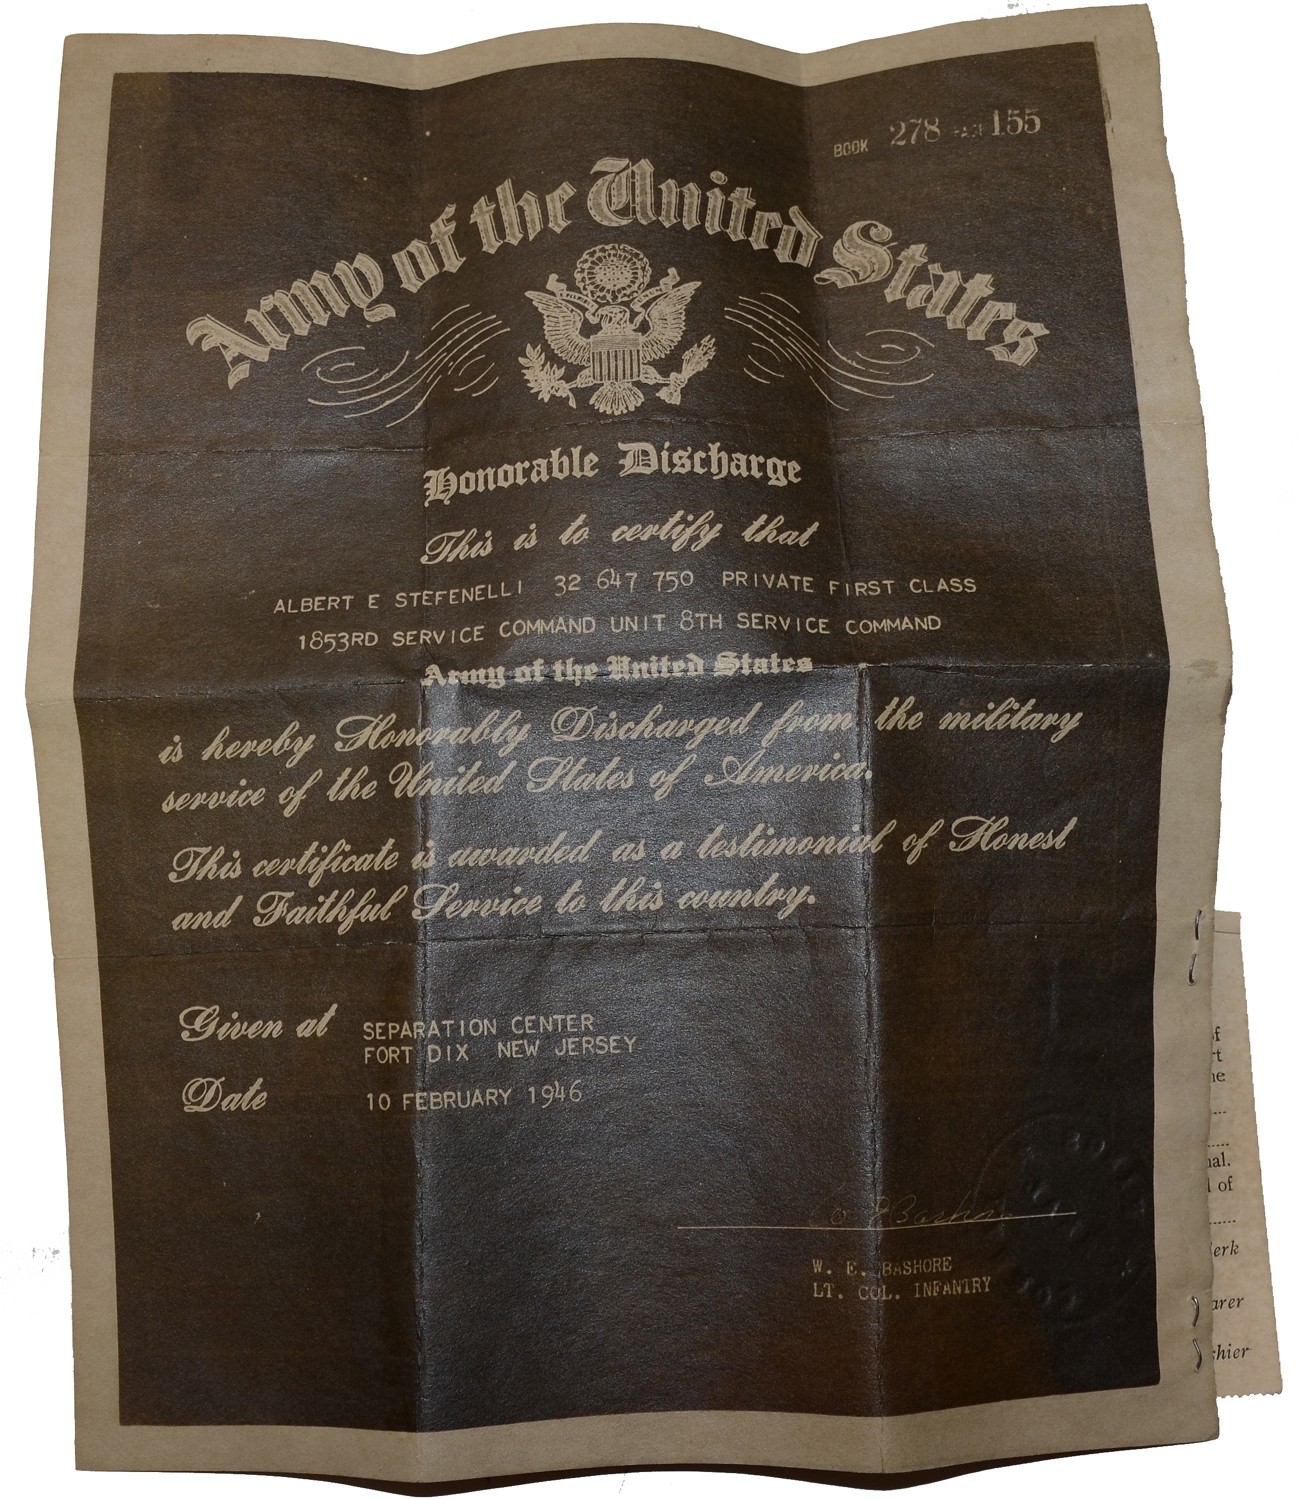 BOOK 278 PAGE 155
Army of the United States
Honorable Discharge
This is to certify that
ALBERT E STEFENELLI 32 647 750 PRIVATE FIRST CLASS
1853RD SERVICE COMMAND UNIT 8TH SERVICE COMMAND
Army of the United States
is hereby Honorably Discharged from the military
service of the United States of America.
This certificate is awarded as a testimonial of Honest
and Faithful Service to this country.
Given at SEPARATION CENTER
FORT DIX NEW JERSEY
Date 10 FEBRUARY 1946
W. E. BASHORE
LT. COL. INFANTRY
of